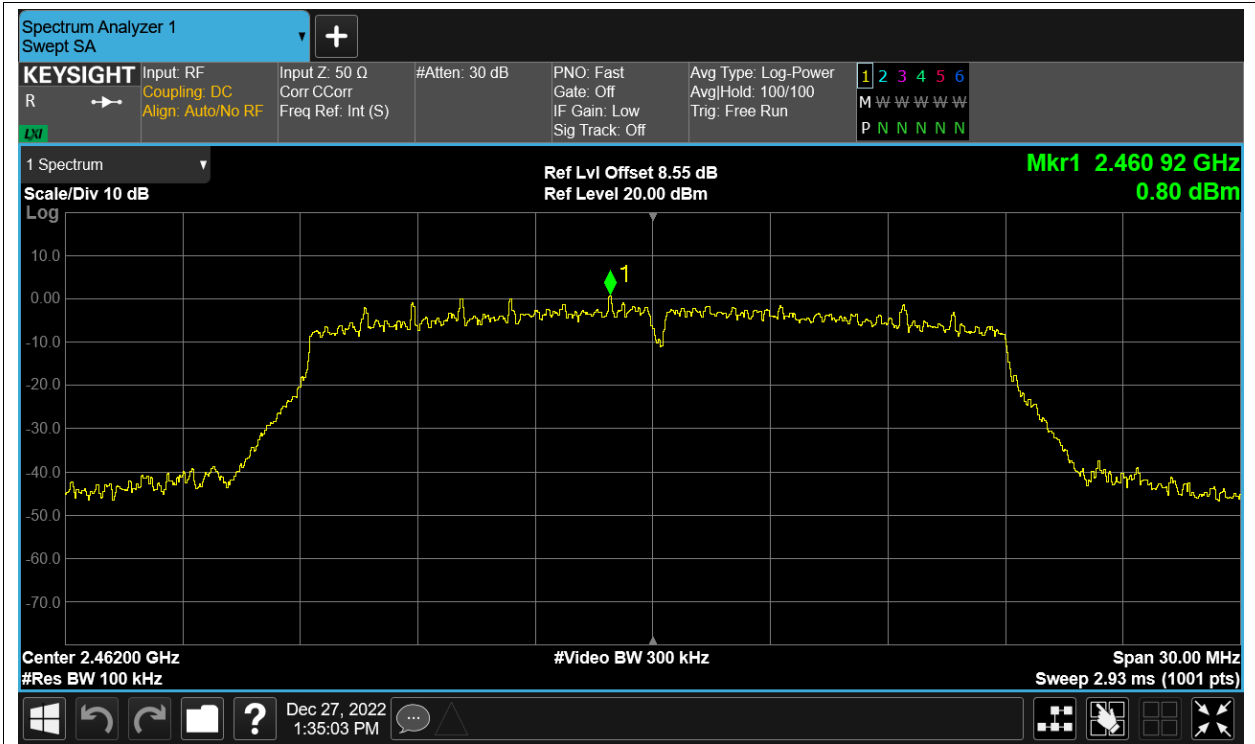 Spectrum Analyzer 1
Swept SA
KEYSIGHT
R
LXI
Input: RF
Coupling: DC
Align: Auto/No RF
Input Z: 50 Ω
Corr CCorr
Freq Ref: Int (S)
#Atten: 30 dB
PNO: Fast
Gate: Off
IF Gain: Low
Sig Track: Off
Avg Type: Log-Power
Avg|Hold: 100/100
Trig: Free Run
1 2 3 4 5 6
M W W W W W W
P N N N N N N
1 Spectrum
Scale/Div 10 dB
Log
Ref Lvl Offset 8.55 dB
Ref Level 20.00 dBm
Mkr1 2.460 92 GHz
0.80 dBm
10.0
0.00
-10.0
-20.0
-30.0
-40.0
-50.0
-60.0
-70.0
1
Center 2.46200 GHz
#Res BW 100 kHz
#Video BW 300 kHz
Span 30.00 MHz
Sweep 2.93 ms (1001 pts)
?
Dec 27, 2022
1:35:03 PM